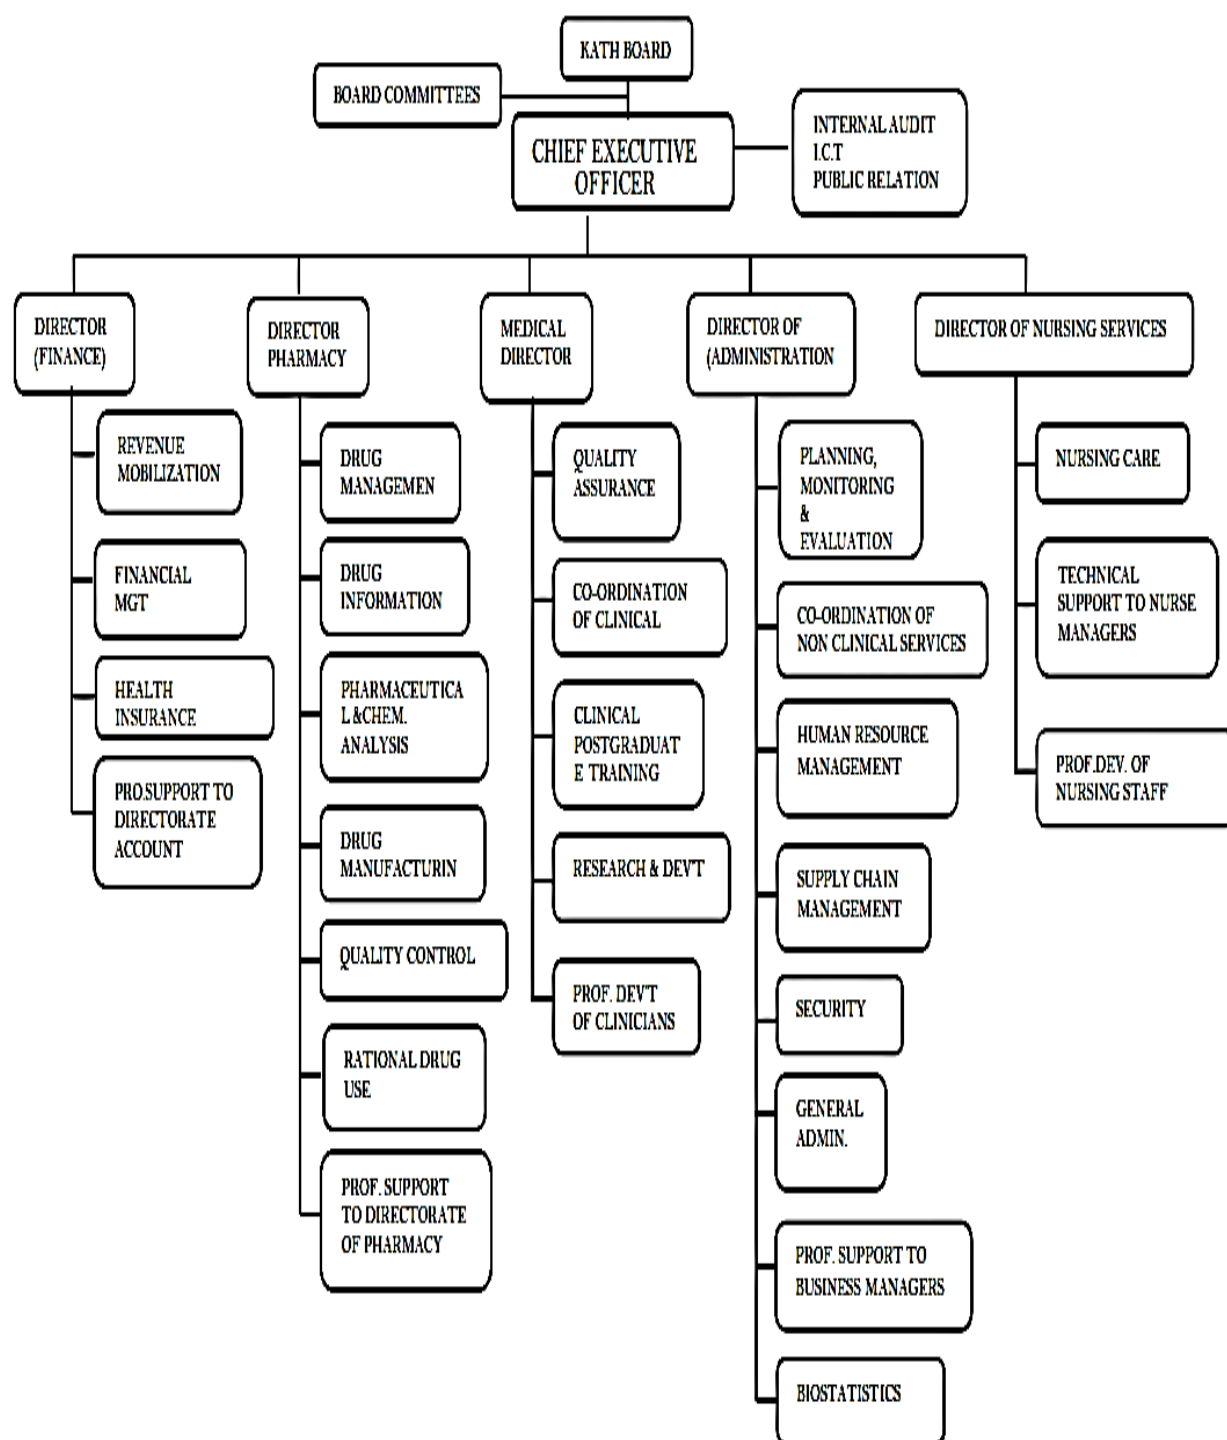 KATH BOARD
BOARD COMMITTEES
CHIEF EXECUTIVE
OFFICER
INTERNAL AUDIT
I.C.T
PUBLIC RELATION
DIRECTOR
(FINANCE)
REVENUE
MOBILIZATION
FINANCIAL
MGT
HEALTH
INSURANCE
PRO.SUPPORT TO
DIRECTORATE
ACCOUNT
DIRECTOR
PHARMACY
DRUG
MANAGEMEN
DRUG
INFORMATION
PHARMACEUTICA
L &CHEM.
ANALYSIS
DRUG
MANUFACTURIN
QUALITY CONTROL
RATIONAL DRUG
USE
PROF. SUPPORT
TO DIRECTORATE
OF PHARMACY
MEDICAL
DIRECTOR
QUALITY
ASSURANCE
CO-ORDINATION
OF CLINICAL
CLINICAL
POSTGRADUAT
E TRAINING
RESEARCH & DEV'T
PROF. DEV'T
OF CLINICIANS
DIRECTOR OF
(ADMINISTRATION
PLANNING,
MONITORING
&
EVALUATION
CO-ORDINATION OF
NON CLINICAL SERVICES
HUMAN RESOURCE
MANAGEMENT
SUPPLY CHAIN
MANAGEMENT
SECURITY
GENERAL
ADMIN.
PROF. SUPPORT TO
BUSINESS MANAGERS
BIOSTATISTICS
DIRECTOR OF NURSING SERVICES
NURSING CARE
TECHNICAL
SUPPORT TO NURSE
MANAGERS
PROF.DEV. OF
NURSING STAFF